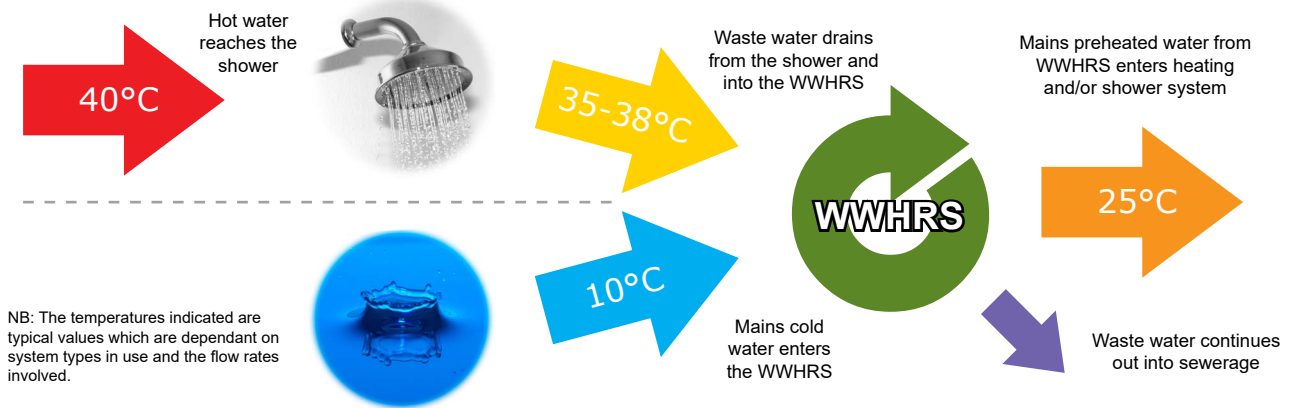 40°C
Hot water
reaches the
shower
35-38°C
Waste water drains
from the shower and
into the WWHRS
WWHRS
Mains preheated water from
WWHRS enters heating
and/or shower system
25°C
NB: The temperatures indicated are
typical values which are dependant on
system types in use and the flow rates
involved.
10°C
Mains cold
water enters
the WWHRS
Waste water continues
out into sewerage